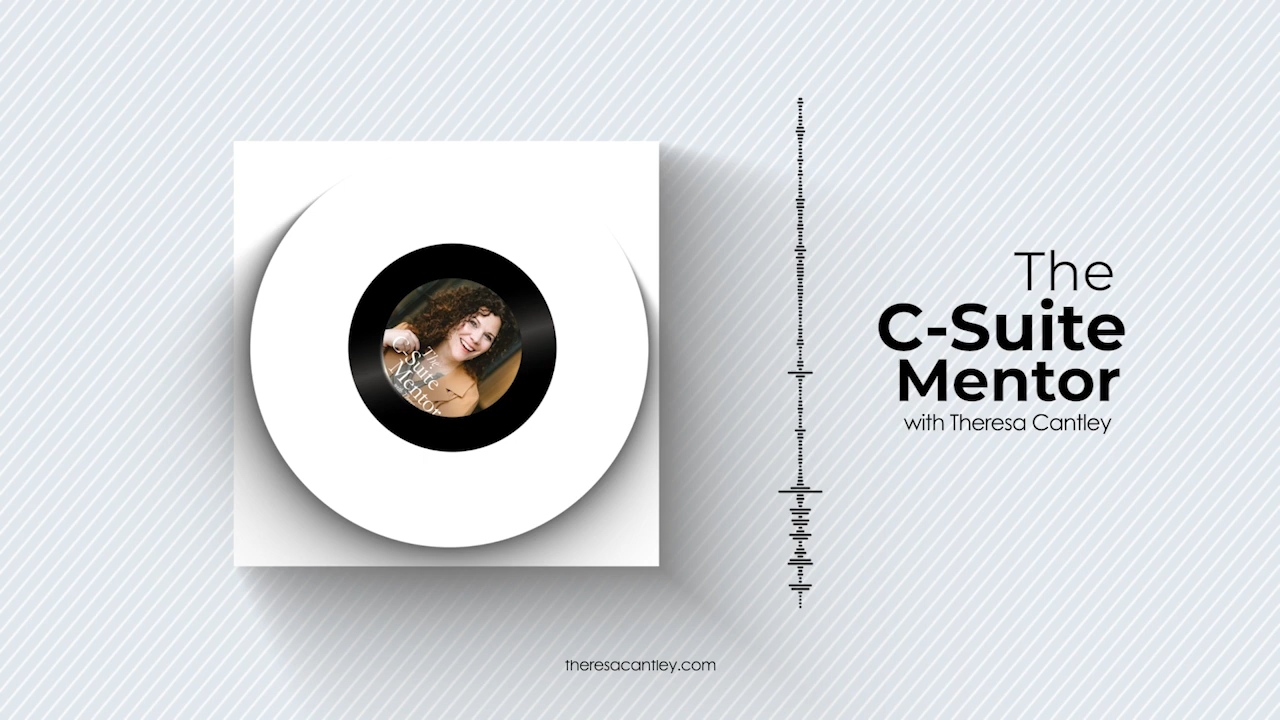 The
C-Suite
Mentor
The
C-Suite
Mentor
with Theresa Cantley
theresacantley.com